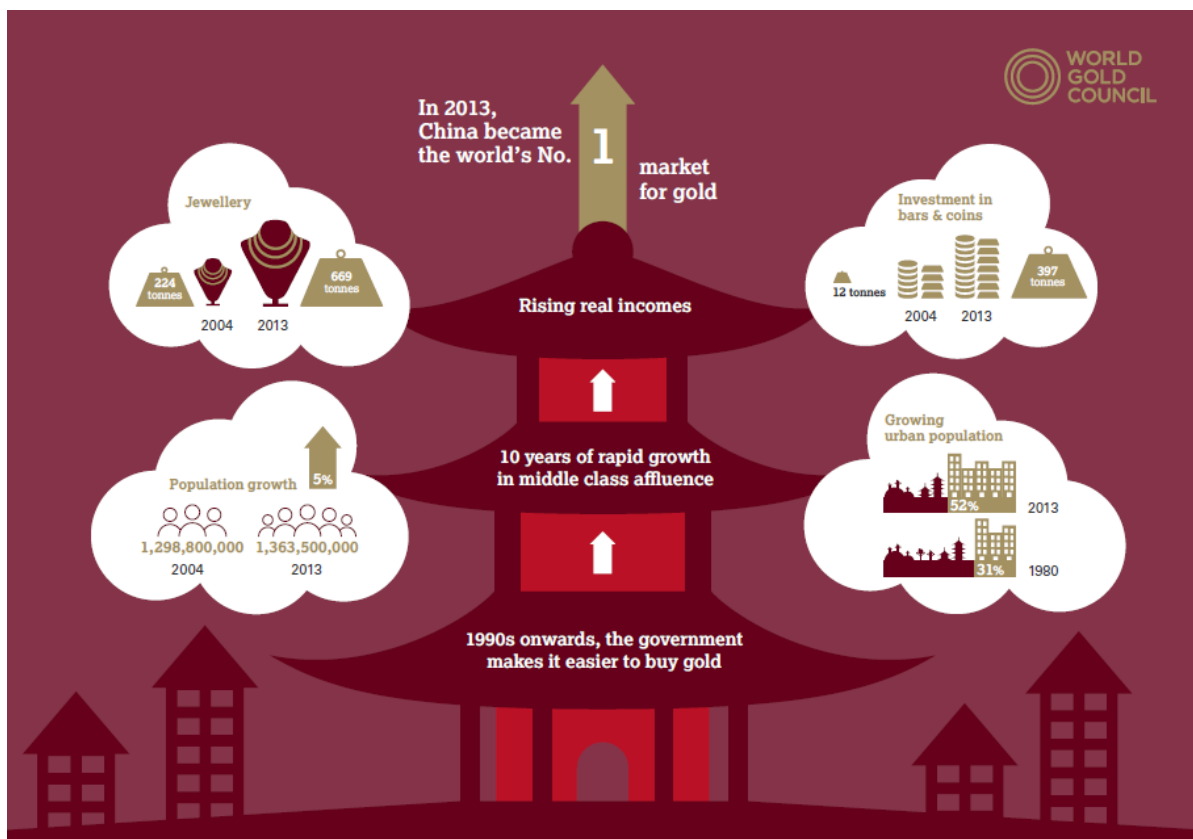 WORLD
GOLD
COUNCIL
In 2013,
China became
the world's No.
1
market
for gold
Jewellery
224
tonnes
669
tonnes
2004
2013
Investment in
bars & coins
12 tonnes
397
tonnes
2004
2013
Rising real incomes
Population growth
5%
1,298,800,000
1,363,500,000
2004
2013
10 years of rapid growth
in middle class affluence
Growing
urban population
52%
2013
31%
1980
1990s onwards, the government
makes it easier to buy gold